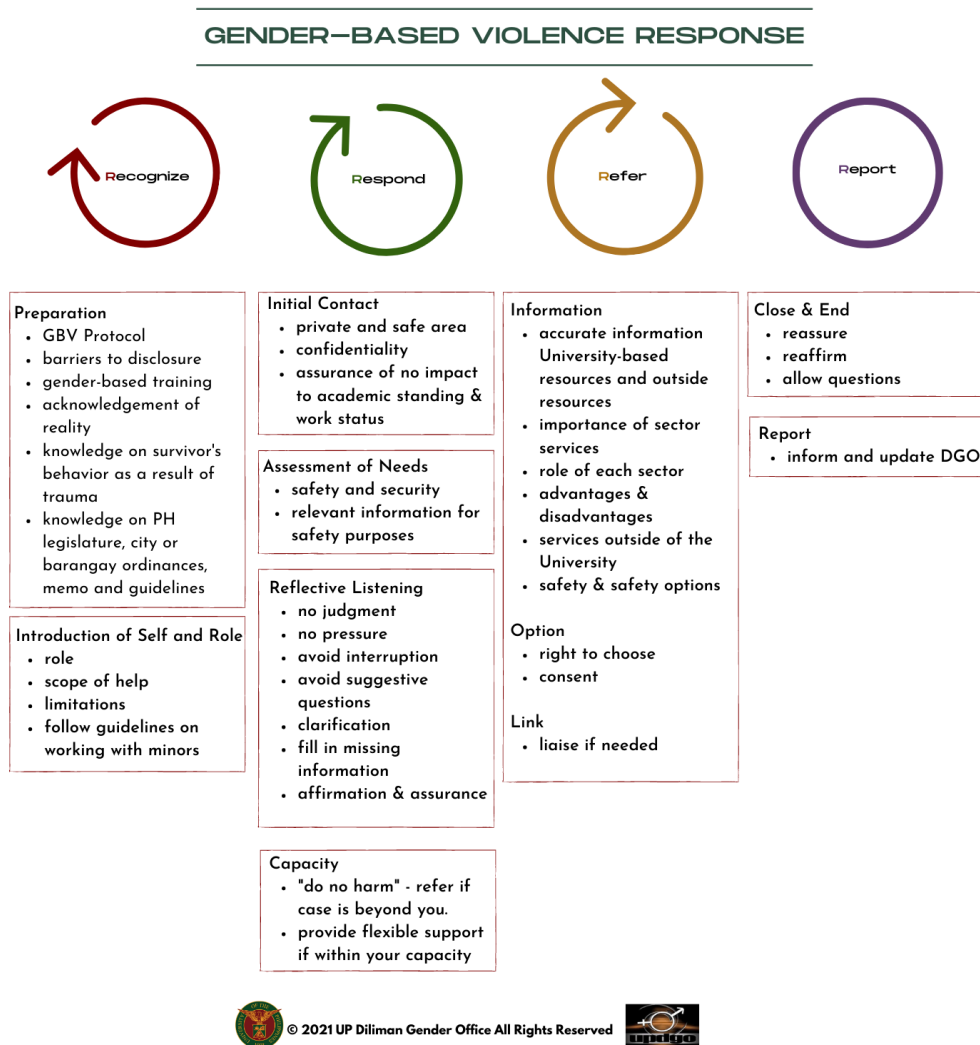 GENDER-BASED VIOLENCE RESPONSE
Recognize
Respond
Refer
Report
Preparation
• GBV Protocol
• barriers to disclosure
• gender-based training
• acknowledgement of
reality
• knowledge on survivor's
behavior as a result of
trauma
• knowledge on PH
legislature, city or
barangay ordinances,
memo and guidelines
Introduction of Self and Role
• role
• scope of help
• limitations
• follow guidelines on
working with minors
Initial Contact
• private and safe area
• confidentiality
• assurance of no impact
to academic standing &
work status
Assessment of Needs
• safety and security
• relevant information for
safety purposes
Reflective Listening
• no judgment
• no pressure
• avoid interruption
• avoid suggestive
questions
• clarification
• fill in missing
information
• affirmation & assurance
Capacity
• "do no harm" - refer if
case is beyond you.
• provide flexible support
if within your capacity
Information
• accurate information
University-based
resources and outside
resources
• importance of sector
services
• role of each sector
• advantages &
disadvantages
• services outside of the
University
• safety & safety options
Option
• right to choose
• consent
Link
• liaise if needed
Close & End
• reassure
• reaffirm
• allow questions
Report
• inform and update DGO
© 2021 UP Diliman Gender Office All Rights Reserved
updgo